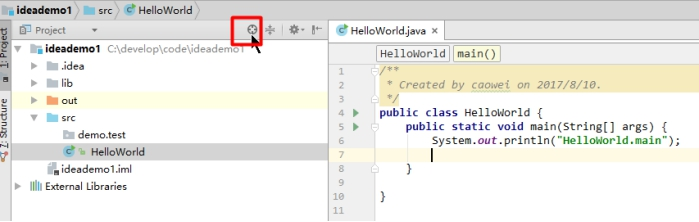 ideademo1 src HelloWorld
Project
HelloWorld.java
1: Project
7: Structure
ideademo1 C:\develop\code\ideademo1
.idea
lib
out
src
demo.test
HelloWorld
ideademo1.iml
External Libraries
HelloWorld main()
1 /**
2 * Created by caowei on 2017/8/10.
3 */
4 public class HelloWorld {
5 public static void main(String[] args) {
6 System.out.println("HelloWorld.main");
7
8 }
9
10 }
11